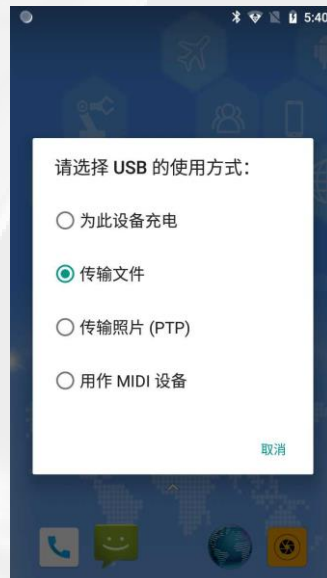 5:40
请选择 USB 的使用方式：
为此设备充电
传输文件
传输照片 (PTP)
用作 MIDI 设备
取消